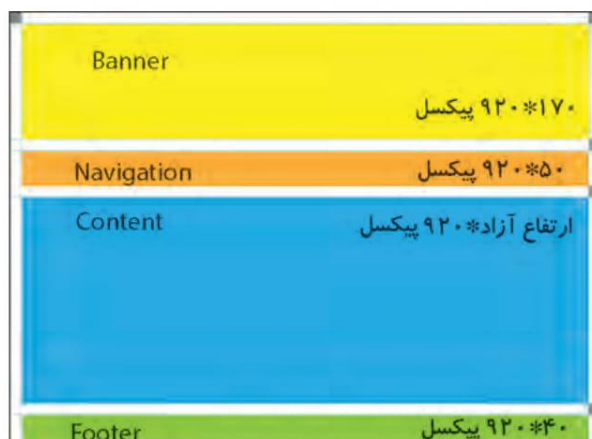 Banner
۱۷۰*۹۲۰ پیکسل
Navigation
۵۰*۹۲۰ پیکسل
Content
ارتفاع آزاد*۹۲۰ پیکسل
Footer
۴۰*۹۲۰ پیکسل